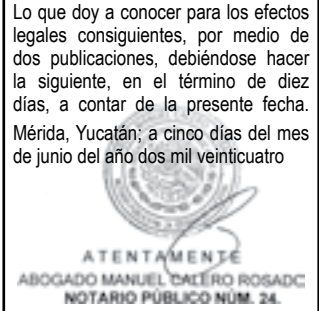 Lo que doy a conocer para los efectos
legales consiguientes, por medio de
dos publicaciones, debiéndose hacer
la siguiente, en el término de diez
días, a contar de la presente fecha.
Mérida, Yucatán; a cinco días del mes
de junio del año dos mil veinticuatro
ATENTAMENTE
ABOGADO MANUEL CALERO ROSADO
NOTARIO PÚBLICO NÚM. 24.